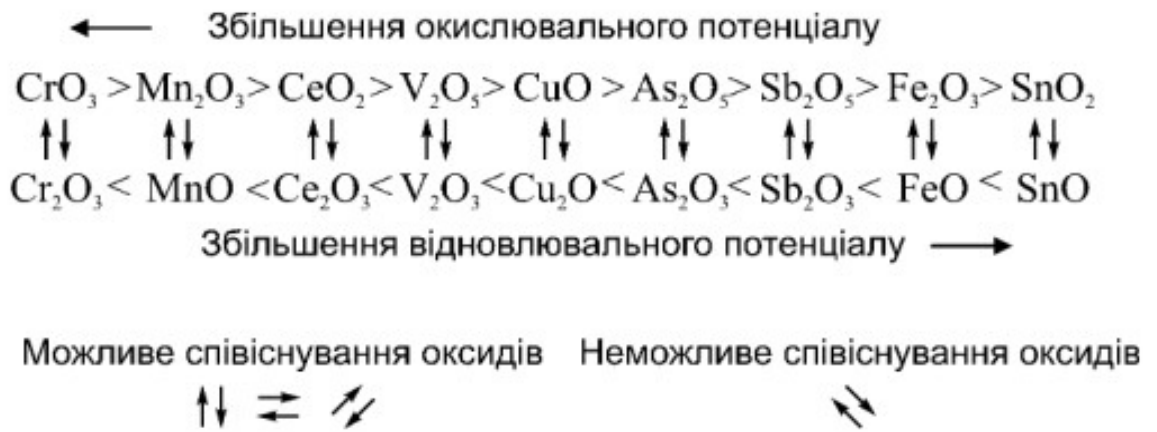 ← Збільшення окислювального потенціалу
CrO₃ > Mn₂O₃ > CeO₂ > V₂O₅ > CuO > As₂O₅ > Sb₂O₅ > Fe₂O₃ > SnO₂
↑↓ ↑↓ ↑↓ ↑↓ ↑↓ ↑↓ ↑↓ ↑↓ ↑↓
Cr₂O₃ < MnO < Ce₂O₃ < V₂O₃ < Cu₂O < As₂O₃ < Sb₂O₃ < FeO < SnO
Збільшення відновлювального потенціалу →
Можливе співіснування оксидів Неможливе співіснування оксидів
↑↓ ⇄ ↗↙ ↖↘